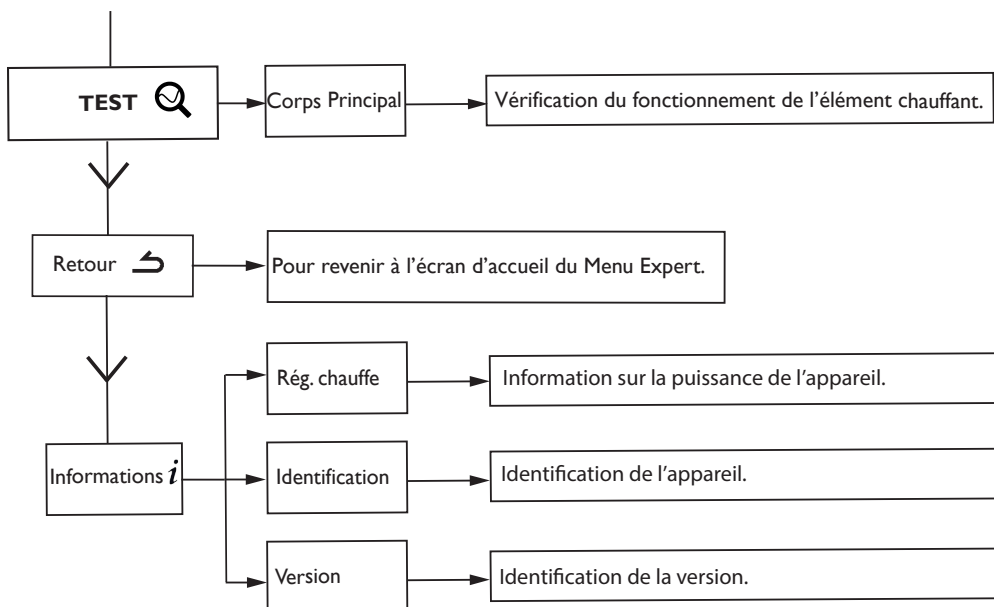 TEST
Corps Principal
Vérification du fonctionnement de l'élément chauffant.
Retour
Pour revenir à l'écran d'accueil du Menu Expert.
Rég. chauffe
Information sur la puissance de l'appareil.
Informations i
Identification
Identification de l'appareil.
Version
Identification de la version.